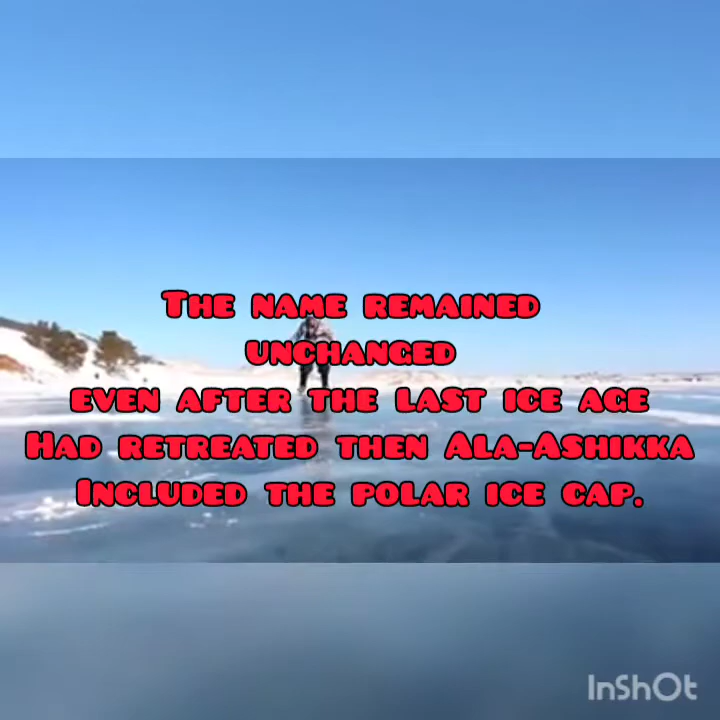 The name remained
unchanged
even after the last ice age
Had retreated then Ala-Ashikka
Included the polar ice cap.
InShOt